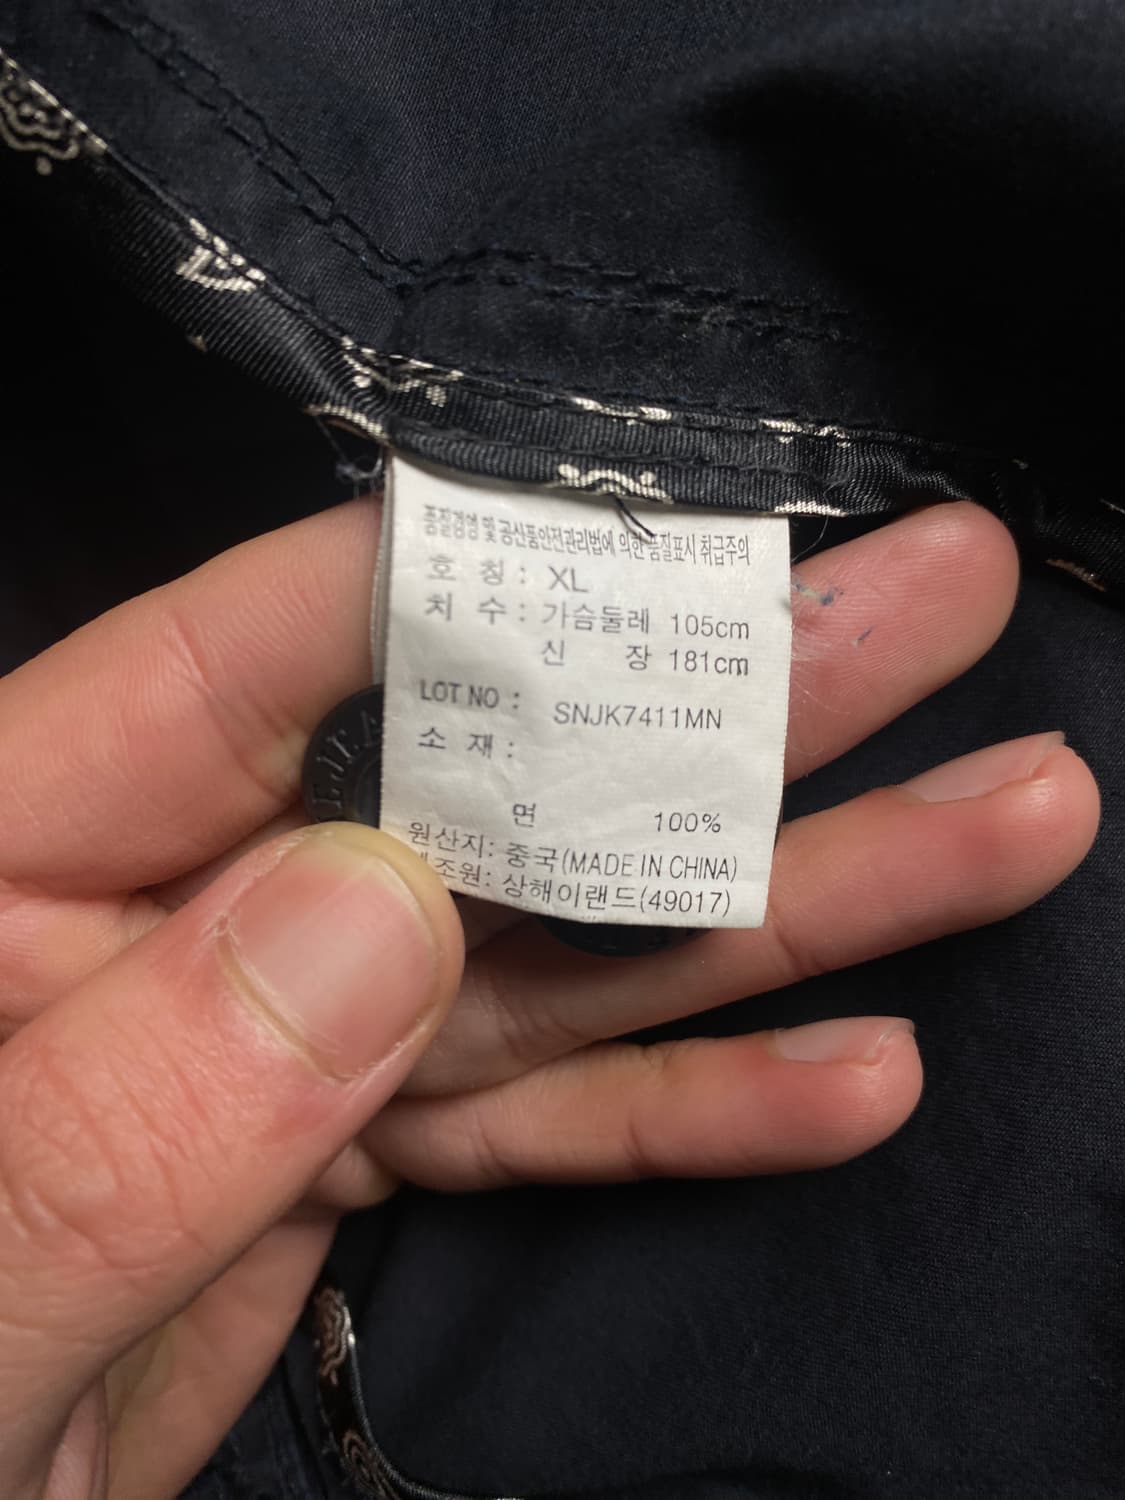 품질경영 및 공산품안전관리법에 의한 품질표시 취급주의
호 칭 : XL
치 수 : 가슴둘레 105cm
신 장 181cm
LOT NO : SNJK7411MN
소 재 :
면 100%
원산지: 중국(MADE IN CHINA)
조원: 상해이랜드(49017)